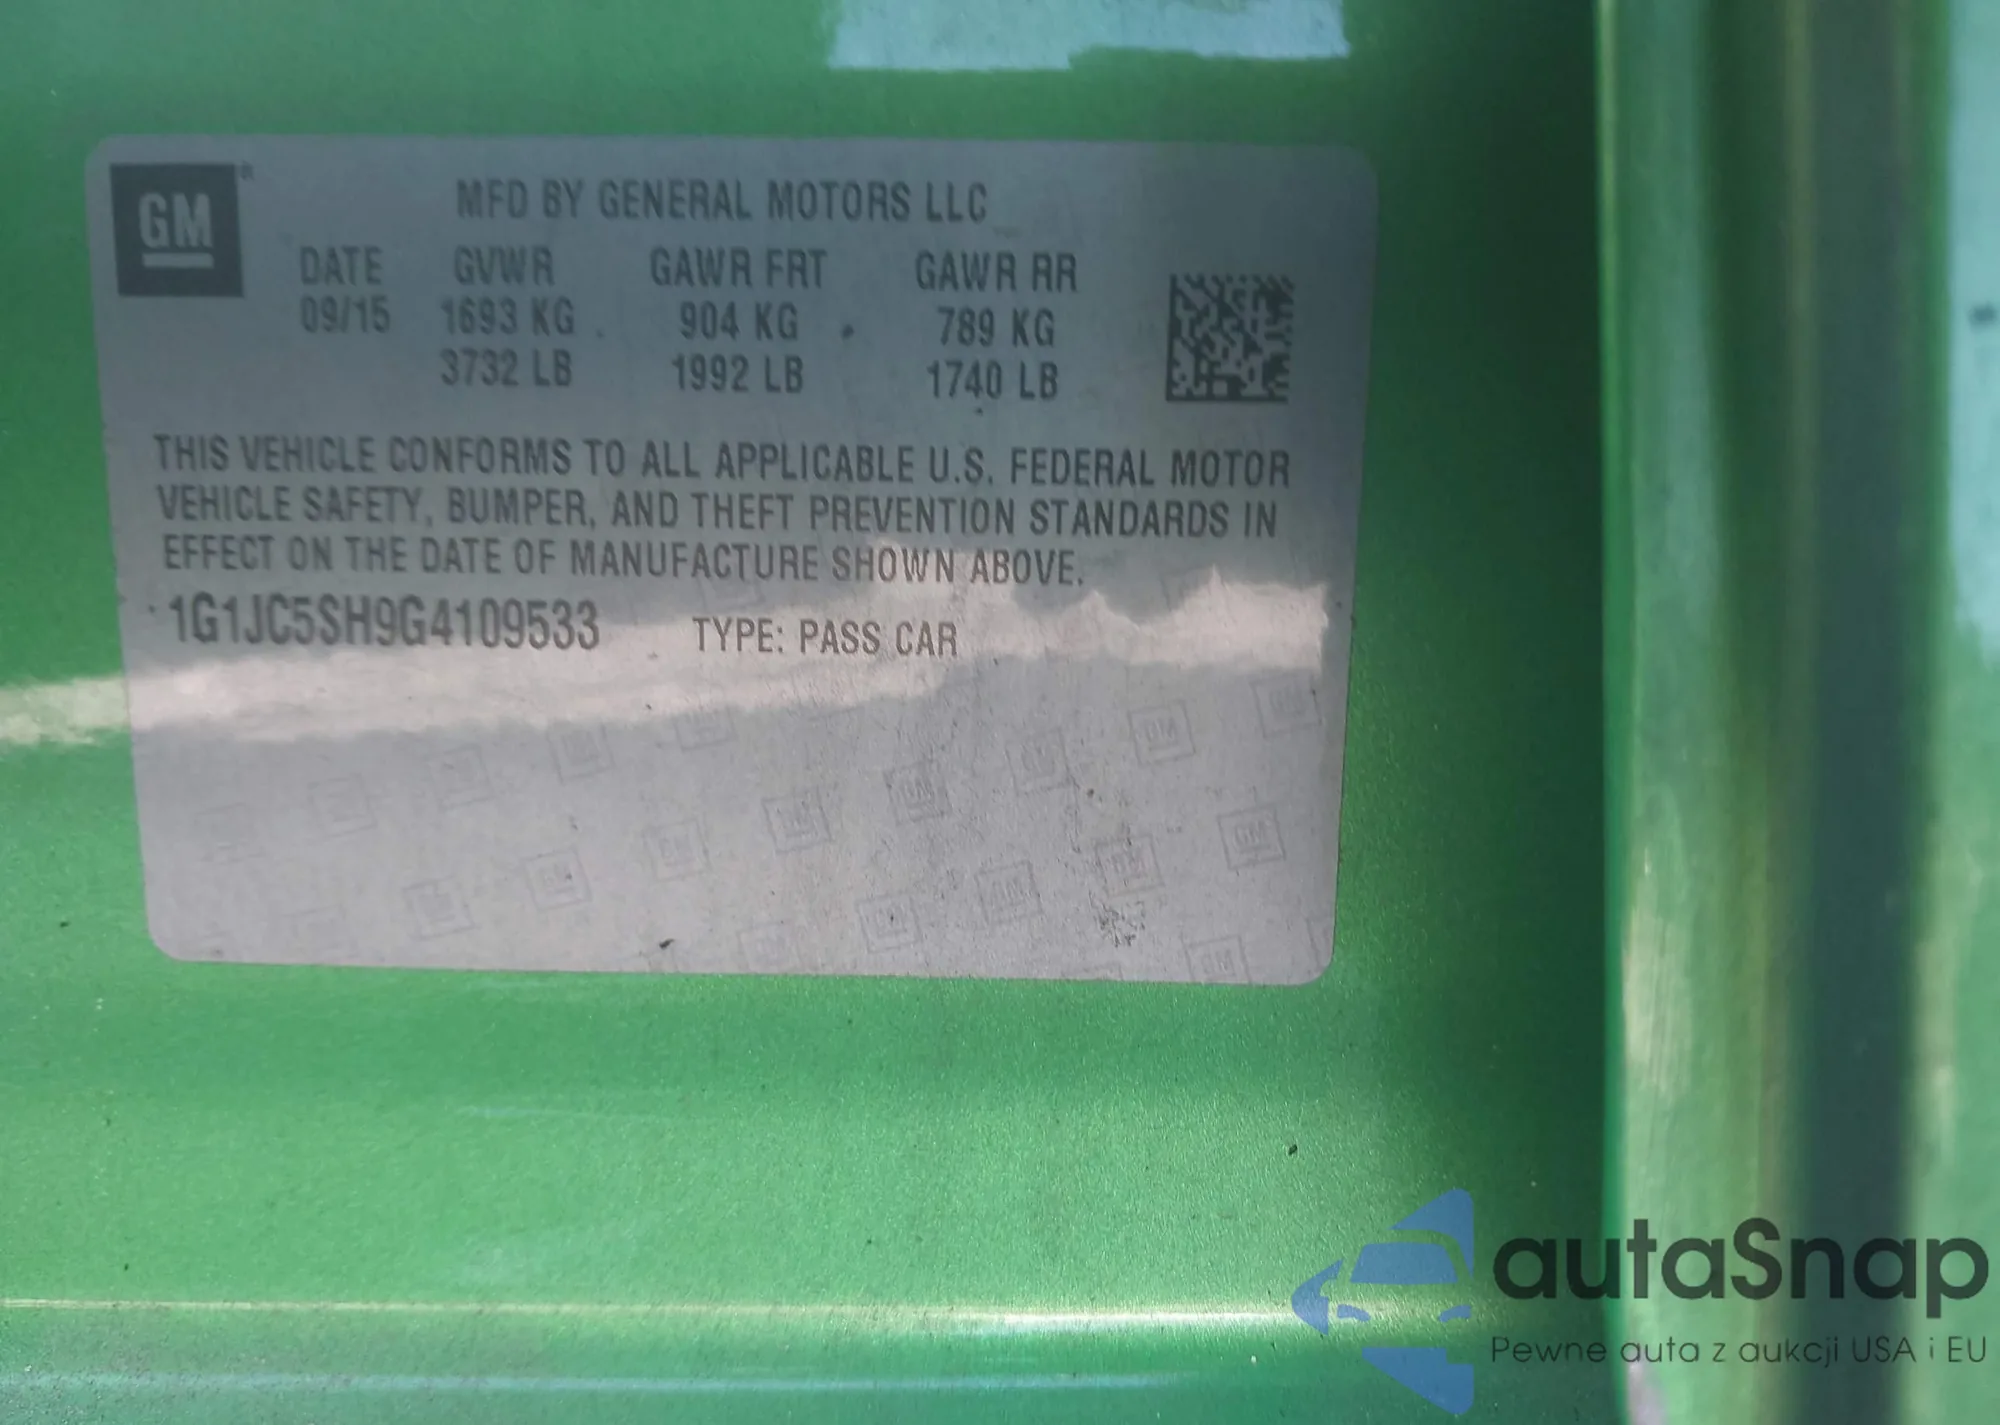 GM
MFD BY GENERAL MOTORS LLC
DATE GVWR GAWR FRT GAWR RR
09/15 1693 KG 904 KG 789 KG
3732 LB 1992 LB 1740 LB
THIS VEHICLE CONFORMS TO ALL APPLICABLE U.S. FEDERAL MOTOR
VEHICLE SAFETY, BUMPER, AND THEFT PREVENTION STANDARDS IN
EFFECT ON THE DATE OF MANUFACTURE SHOWN ABOVE.
1G1JC5SH9G4109533 TYPE: PASS CAR
autaSnap
Pewne auta z aukcji USA i EU